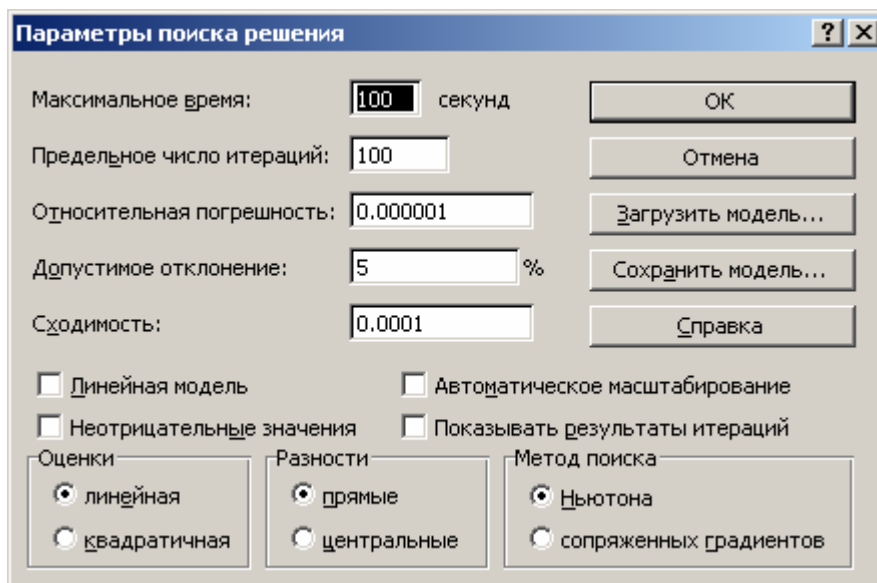 Параметры поиска решения
Максимальное время: 100 секунд OK
Предельное число итераций: 100 Отмена
Относительная погрешность: 0.000001 Загрузить модель...
Допустимое отклонение: 5 % Сохранить модель...
Сходимость: 0.0001 Справка
Линейная модель Автоматическое масштабирование
Неотрицательные значения Показывать результаты итераций
Оценки Разности Метод поиска
линейная прямые Ньютона
квадратичная центральные сопряженных градиентов